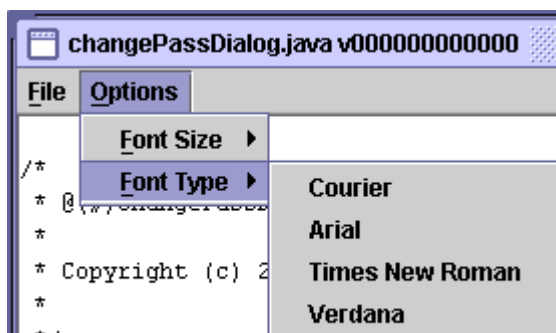 changePassDialog.java v000000000000
File Options
Font Size
/*
Font Type
Courier
*
Arial
*
* Copyright (c) 2
Times New Roman
*
Verdana